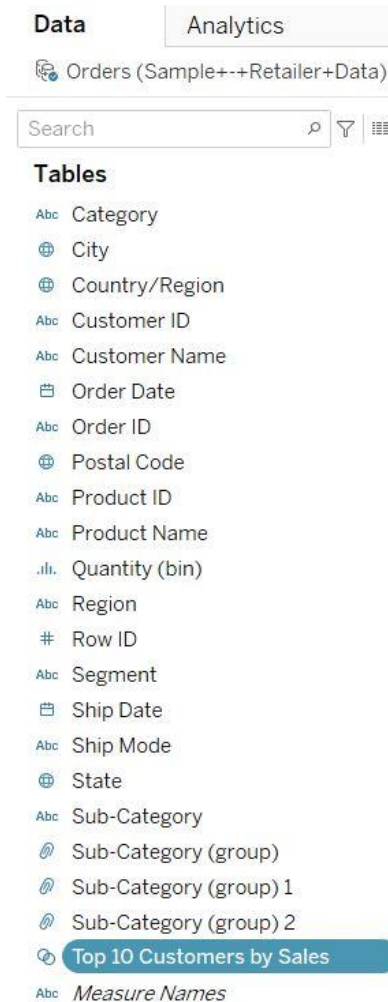 Data
Analytics
Orders (Sample+-+Retailer+Data)
Search
Tables
Abc Category
City
Country/Region
Abc Customer ID
Abc Customer Name
Order Date
Abc Order ID
Postal Code
Abc Product ID
Abc Product Name
Quantity (bin)
Abc Region
# Row ID
Abc Segment
Ship Date
Abc Ship Mode
State
Abc Sub-Category
Sub-Category (group)
Sub-Category (group) 1
Sub-Category (group) 2
Top 10 Customers by Sales
Abc Measure Names